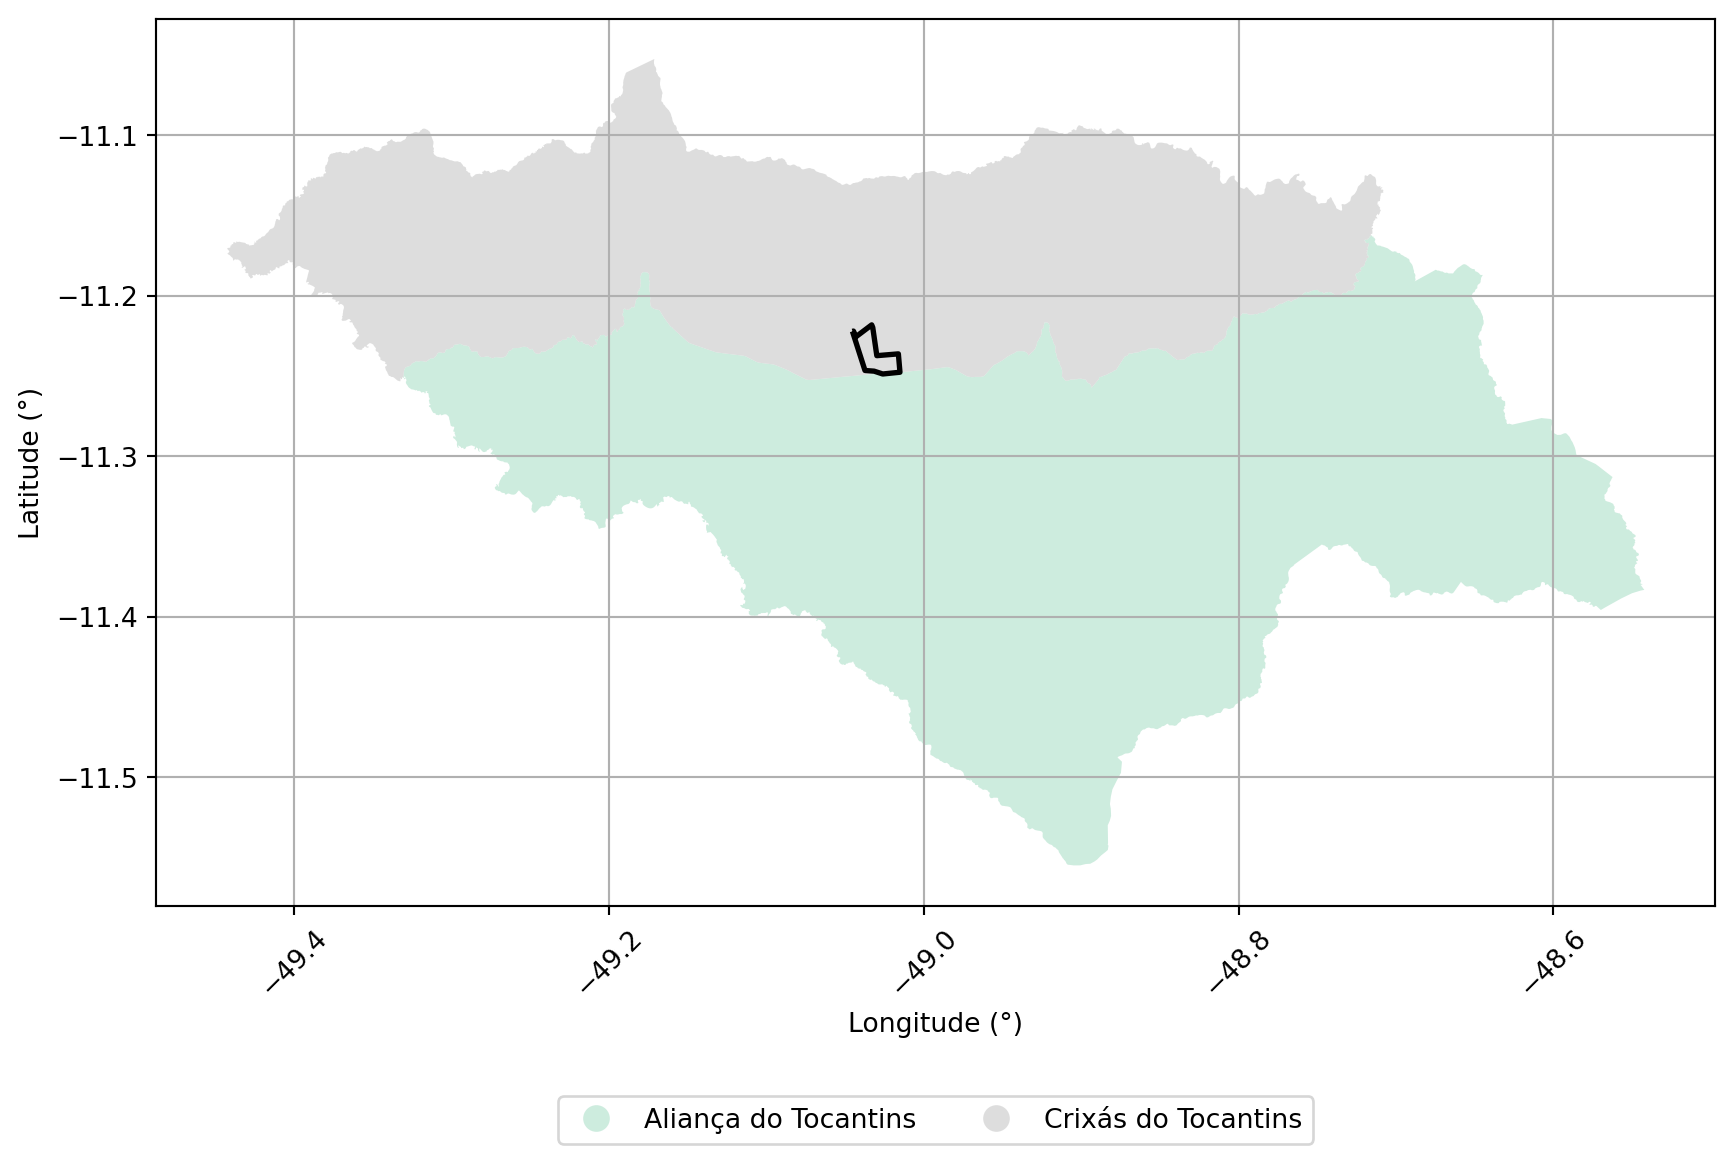 −11.1
−11.2
−11.3
−11.4
−11.5
Latitude (°)
−49.4
−49.2
−49.0
−48.8
−48.6
Longitude (°)
Aliança do Tocantins
Crixás do Tocantins